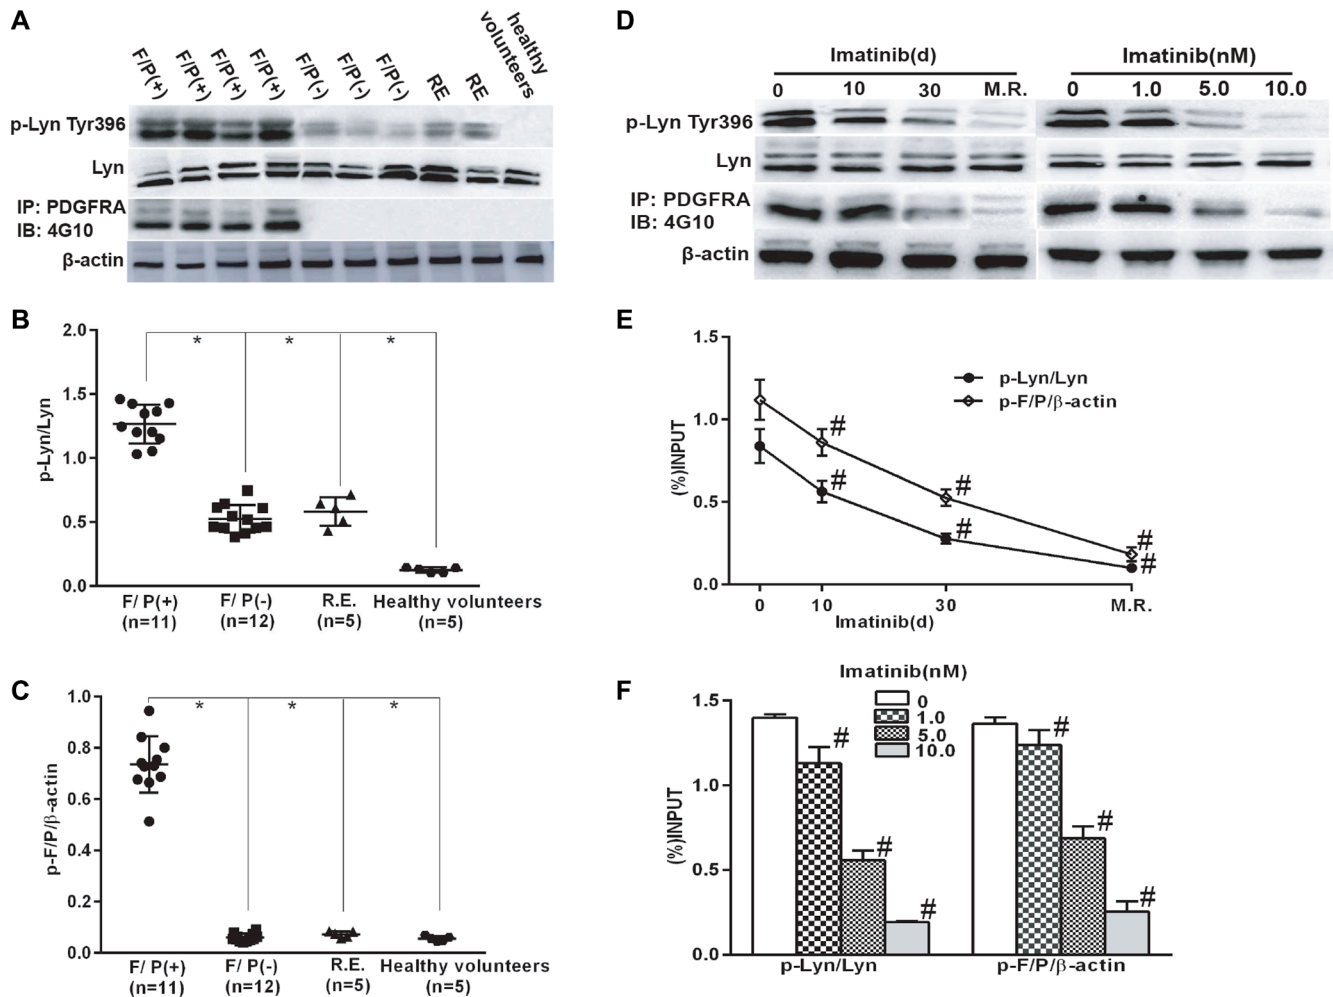 A
F/P(+)
F/P(+)
F/P(+)
F/P(+)
F/P(-)
F/P(-)
F/P(-)
RE
RE
healthy
volunteers
p-Lyn Tyr396
Lyn
IP: PDGFRA
IB: 4G10
β-actin
B
2.0
1.5
1.0
0.5
0.0
p-Lyn/Lyn
* * *
F/ P(+) F/ P(-) R.E. Healthy volunteers
(n=11) (n=12) (n=5) (n=5)
C
1.0
0.8
0.6
0.4
0.2
0.0
p-F/P/β-actin
* * *
F/ P(+) F/ P(-) R.E. Healthy volunteers
(n=11) (n=12) (n=5) (n=5)
D
Imatinib(d) Imatinib(nM)
0 10 30 M.R. 0 1.0 5.0 10.0
p-Lyn Tyr396
Lyn
IP: PDGFRA
IB: 4G10
β-actin
E
1.5
1.0
0.5
0.0
(%)INPUT
p-Lyn/Lyn
p-F/P/β-actin
# # #
# # #
0 10 30 M.R.
Imatinib(d)
F
Imatinib(nM)
0
1.0
5.0
10.0
1.5
1.0
0.5
0.0
(%)INPUT
# # # # # #
p-Lyn/Lyn p-F/P/β-actin